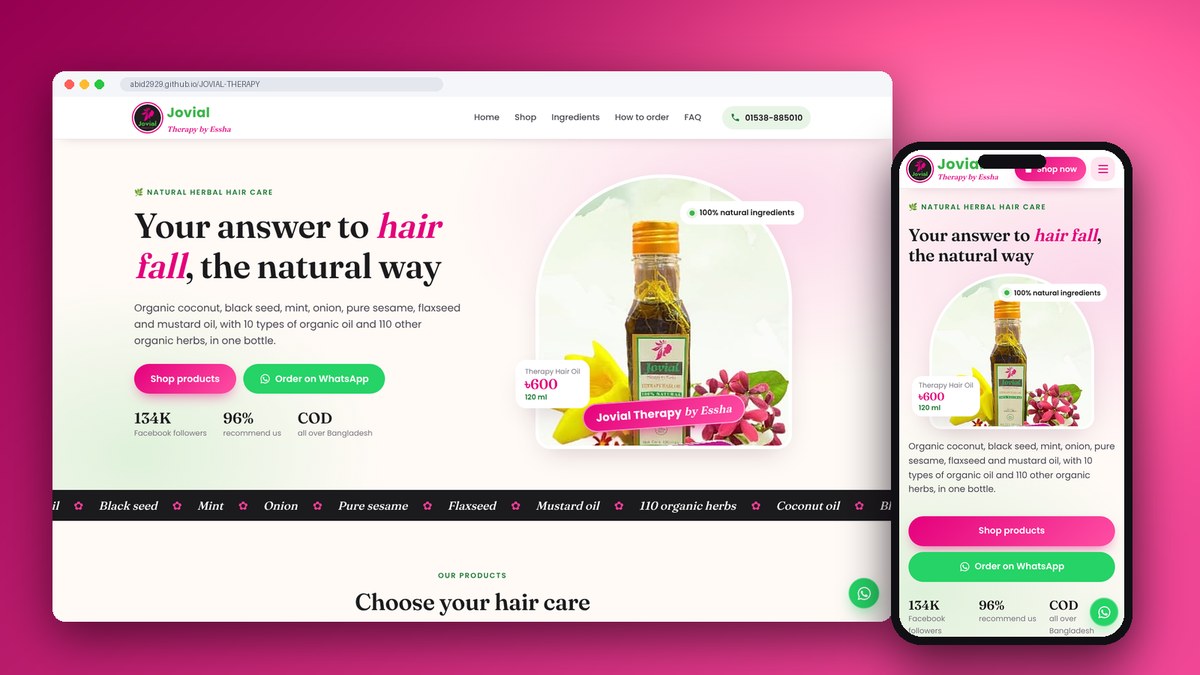 abid2929.github.io/JOVIAL-THERAPY
Jovial
Jovial
Therapy by Essha
Home
Shop
Ingredients
How to order
FAQ
01538-885010
🌿 NATURAL HERBAL HAIR CARE
Your answer to hair
fall, the natural way
Organic coconut, black seed, mint, onion, pure sesame, flaxseed
and mustard oil, with 10 types of organic oil and 110 other
organic herbs, in one bottle.
Shop products
Order on WhatsApp
134K
Facebook followers
96%
recommend us
COD
all over Bangladesh
100% natural ingredients
Jovial
Therapy Hair Oil
৳600
120 ml
Jovial Therapy by Essha
il ✿ Black seed ✿ Mint ✿ Onion ✿ Pure sesame ✿ Flaxseed ✿ Mustard oil ✿ 110 organic herbs ✿ Coconut oil ✿ Bl
OUR PRODUCTS
Choose your hair care
Jovial
Therapy by Essha
Shop now
🌿 NATURAL HERBAL HAIR CARE
Your answer to hair fall,
the natural way
100% natural ingredients
Jovial
Therapy Hair Oil
৳600
120 ml
Organic coconut, black seed, mint, onion, pure
sesame, flaxseed and mustard oil, with 10
types of organic oil and 110 other organic
herbs, in one bottle.
Shop products
Order on WhatsApp
134K
Facebook
followers
96%
recommend us
COD
all over
Bangladesh